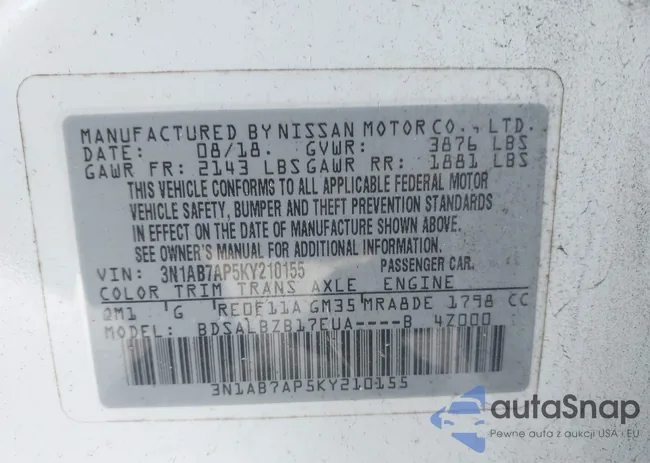 MANUFACTURED BY NISSAN MOTOR CO., LTD.
DATE: 08/18. GVWR: 3876 LBS
GAWR FR: 2143 LBS GAWR RR: 1881 LBS
THIS VEHICLE CONFORMS TO ALL APPLICABLE FEDERAL MOTOR
VEHICLE SAFETY, BUMPER AND THEFT PREVENTION STANDARDS
IN EFFECT ON THE DATE OF MANUFACTURE SHOWN ABOVE.
SEE OWNER'S MANUAL FOR ADDITIONAL INFORMATION.
VIN: 3N1AB7AP5KY210155 PASSENGER CAR.
COLOR TRIM TRANS AXLE ENGINE
QM1 G RE0F11A GM35 MRA8DE 1798 CC
MODEL: BDSALBZB17EUA----B 4Z000
3N1AB7AP5KY210155
autoSnap
Pewne auta z aukcji USA i EU